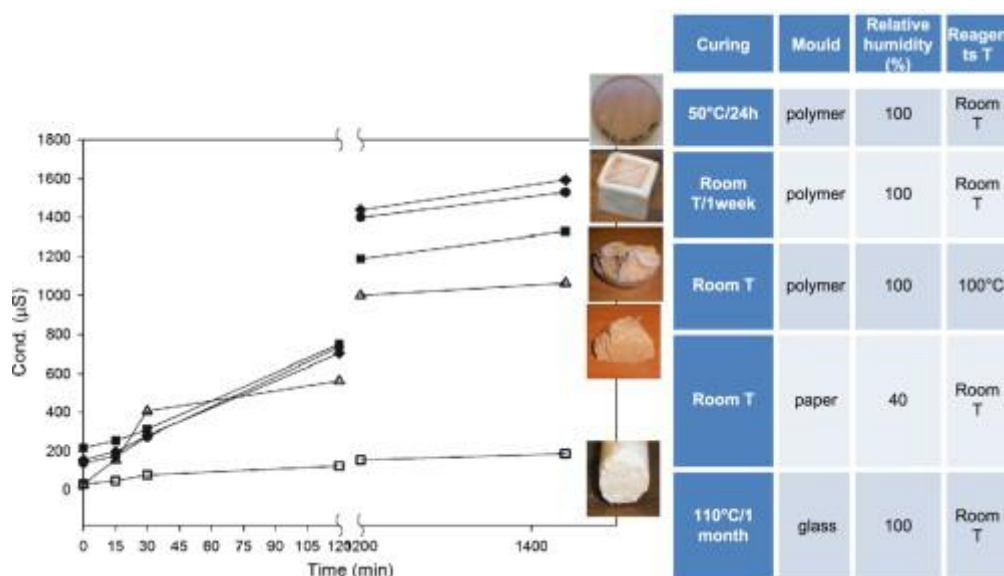 Cond. (µS)
1800
1600
1400
1200
1000
800
600
400
200
0
0 15 30 45 60 75 90 105 120 1200 1400
Time (min)
Curing Mould Relative humidity (%) Reagen
ts T
50°C/24h polymer 100 Room
T
Room
T/1week polymer 100 Room
T
Room T polymer 100 100°C
Room T paper 40 Room
T
110°C/1
month glass 100 Room
T